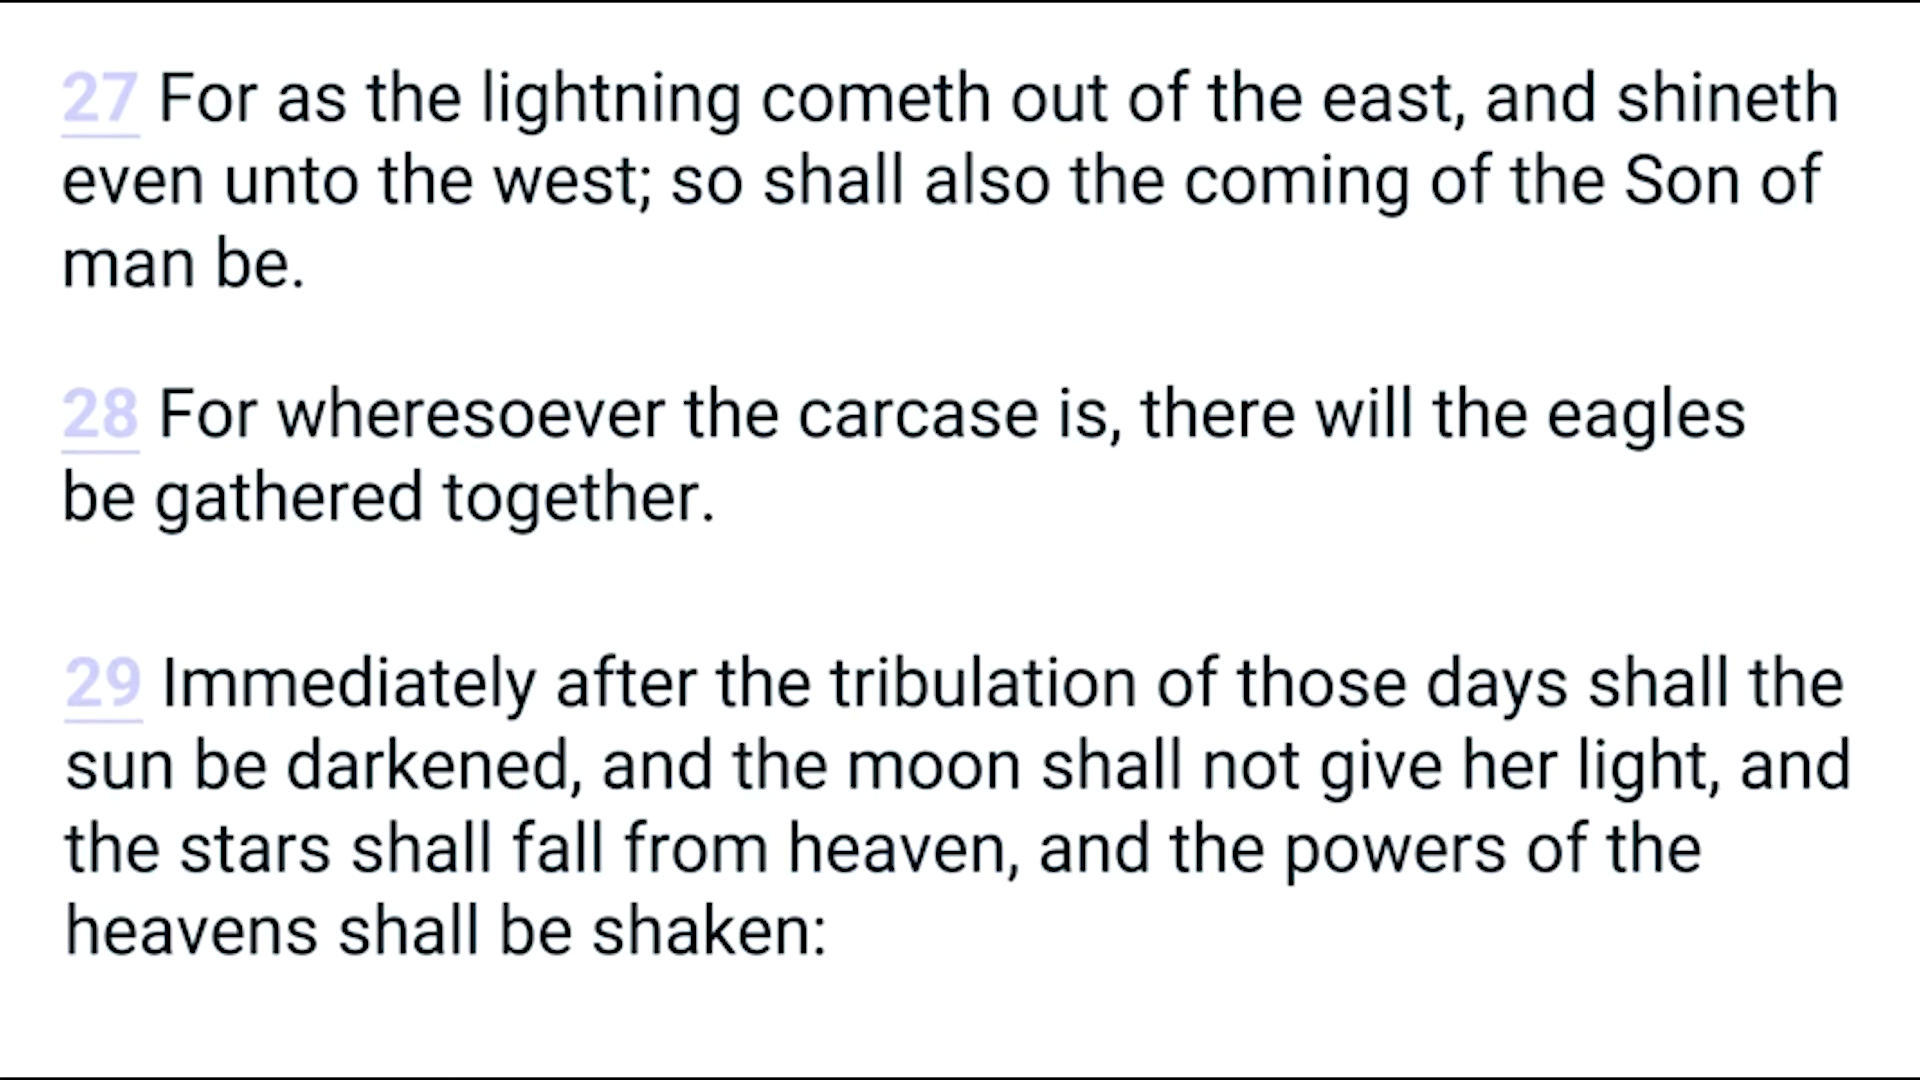 27 For as the lightning cometh out of the east, and shineth
even unto the west; so shall also the coming of the Son of
man be.
28 For wheresoever the carcase is, there will the eagles
be gathered together.
29 Immediately after the tribulation of those days shall the
sun be darkened, and the moon shall not give her light, and
the stars shall fall from heaven, and the powers of the
heavens shall be shaken: